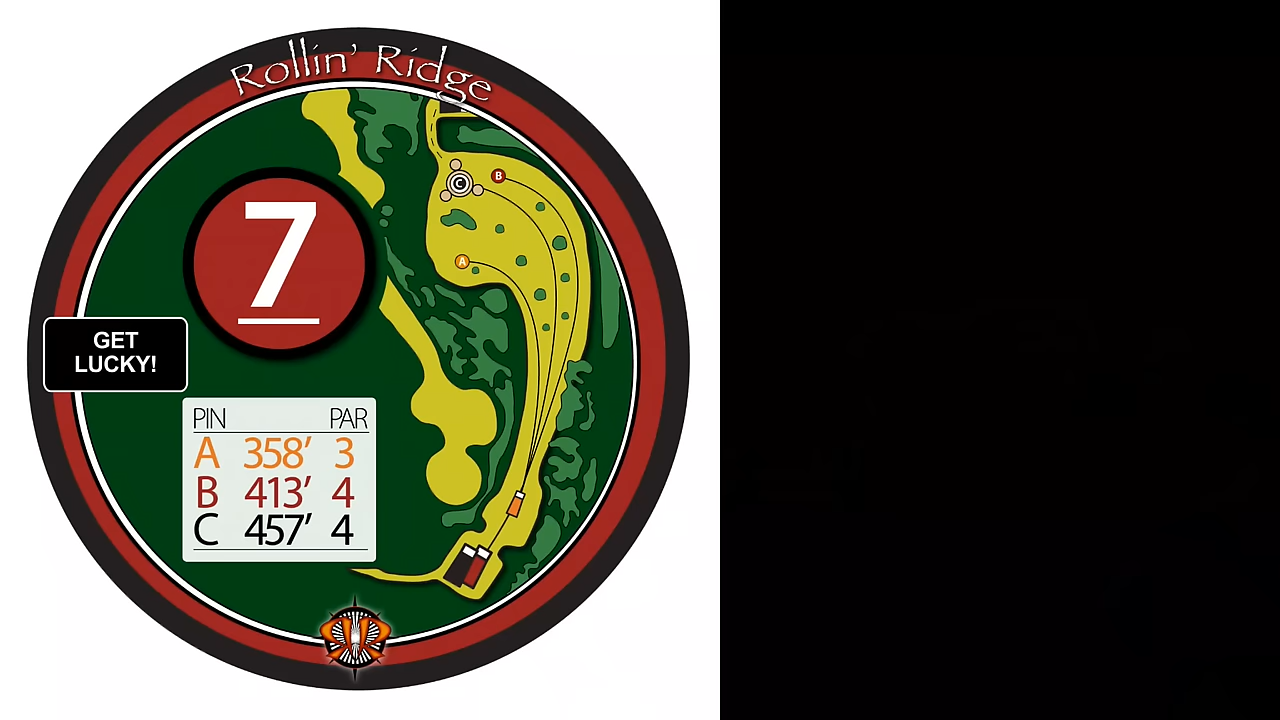 Rollin' Ridge
B
C
A
7
GET
LUCKY!
PIN PAR
A 358' 3
B 413' 4
C 457' 4